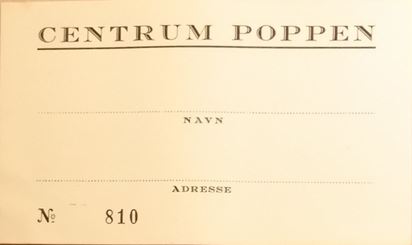 CENTRUM POPPEN
NAVN
ADRESSE
№ 810